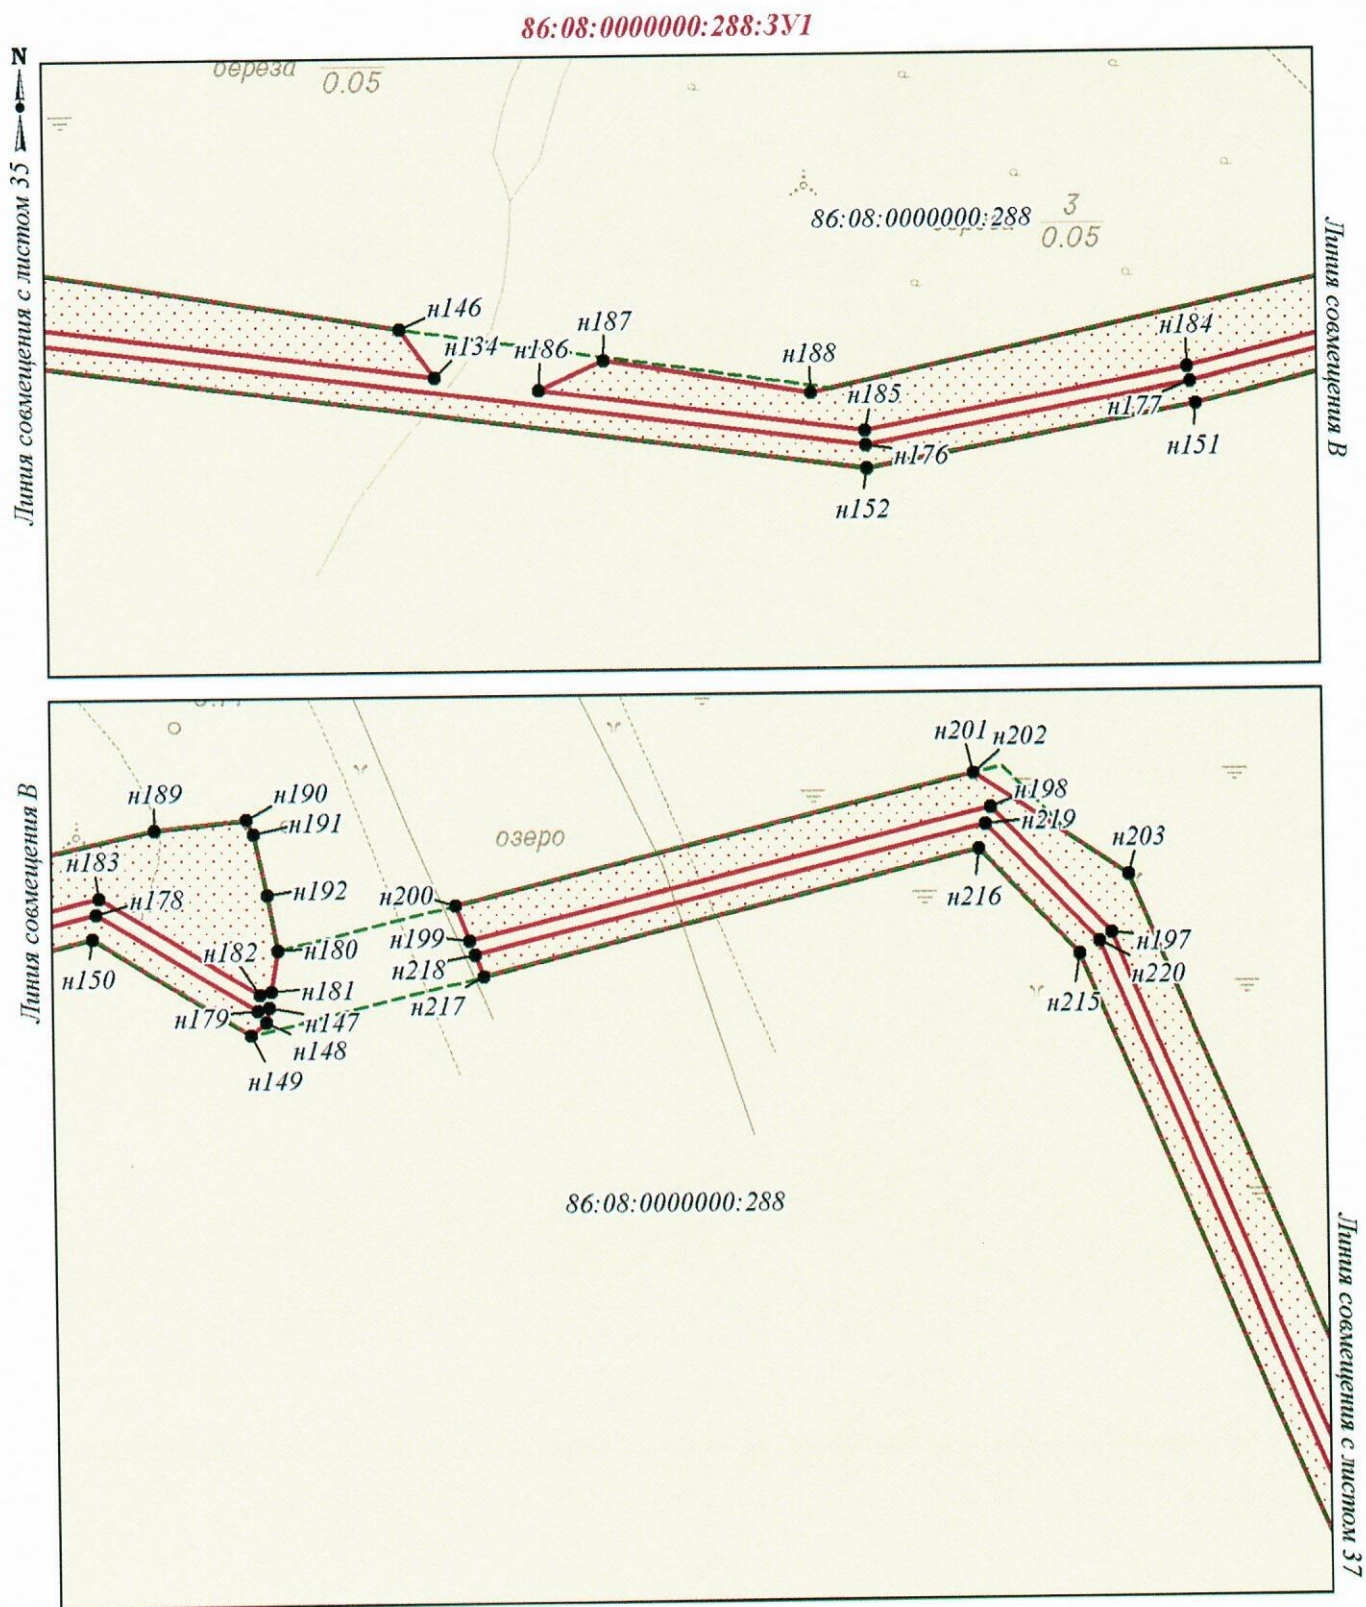 86:08:0000000:288:ЗУ1
N
Линия совмещения с листом 35
береза
0.05
86:08:0000000:288
3
0.05
н146
н187
н134
н186
н188
н184
н185
н177
н176
н151
н152
Линия совмещения В
Линия совмещения В
н201
н202
н189
н190
н191
н198
н219
озеро
н183
н203
н178
н192
н200
н216
н182
н180
н199
н197
н218
н220
н150
н181
н217
н215
н179
н147
н148
н149
86:08:0000000:288
Линия совмещения с листом 37